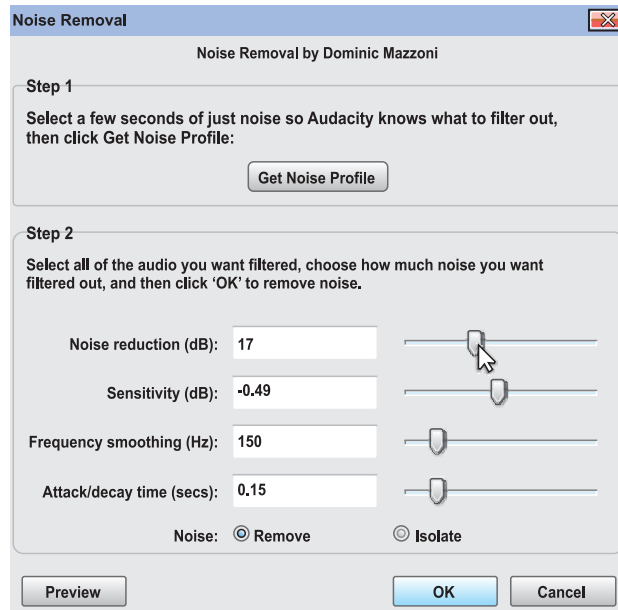 Noise Removal
Noise Removal by Dominic Mazzoni
Step 1
Select a few seconds of just noise so Audacity knows what to filter out,
then click Get Noise Profile:
Get Noise Profile
Step 2
Select all of the audio you want filtered, choose how much noise you want
filtered out, and then click ‘OK’ to remove noise.
Noise reduction (dB): 17
Sensitivity (dB): -0.49
Frequency smoothing (Hz): 150
Attack/decay time (secs): 0.15
Noise: Remove Isolate
Preview OK Cancel